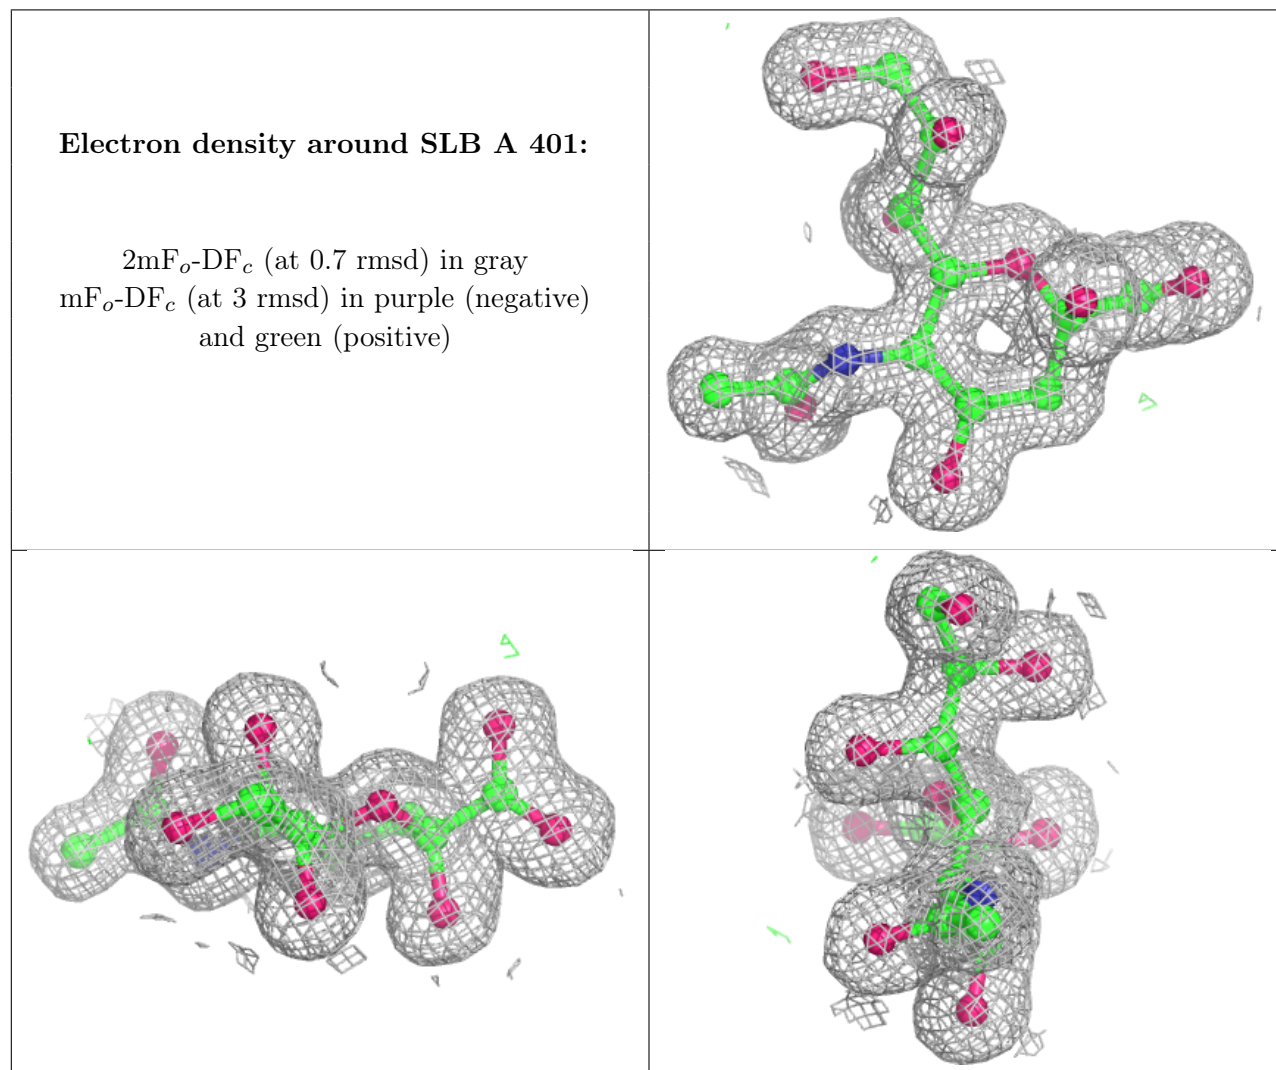 Electron density around SLB A 401:
2mFo-DFc (at 0.7 rmsd) in gray
mFo-DFc (at 3 rmsd) in purple (negative)
and green (positive)